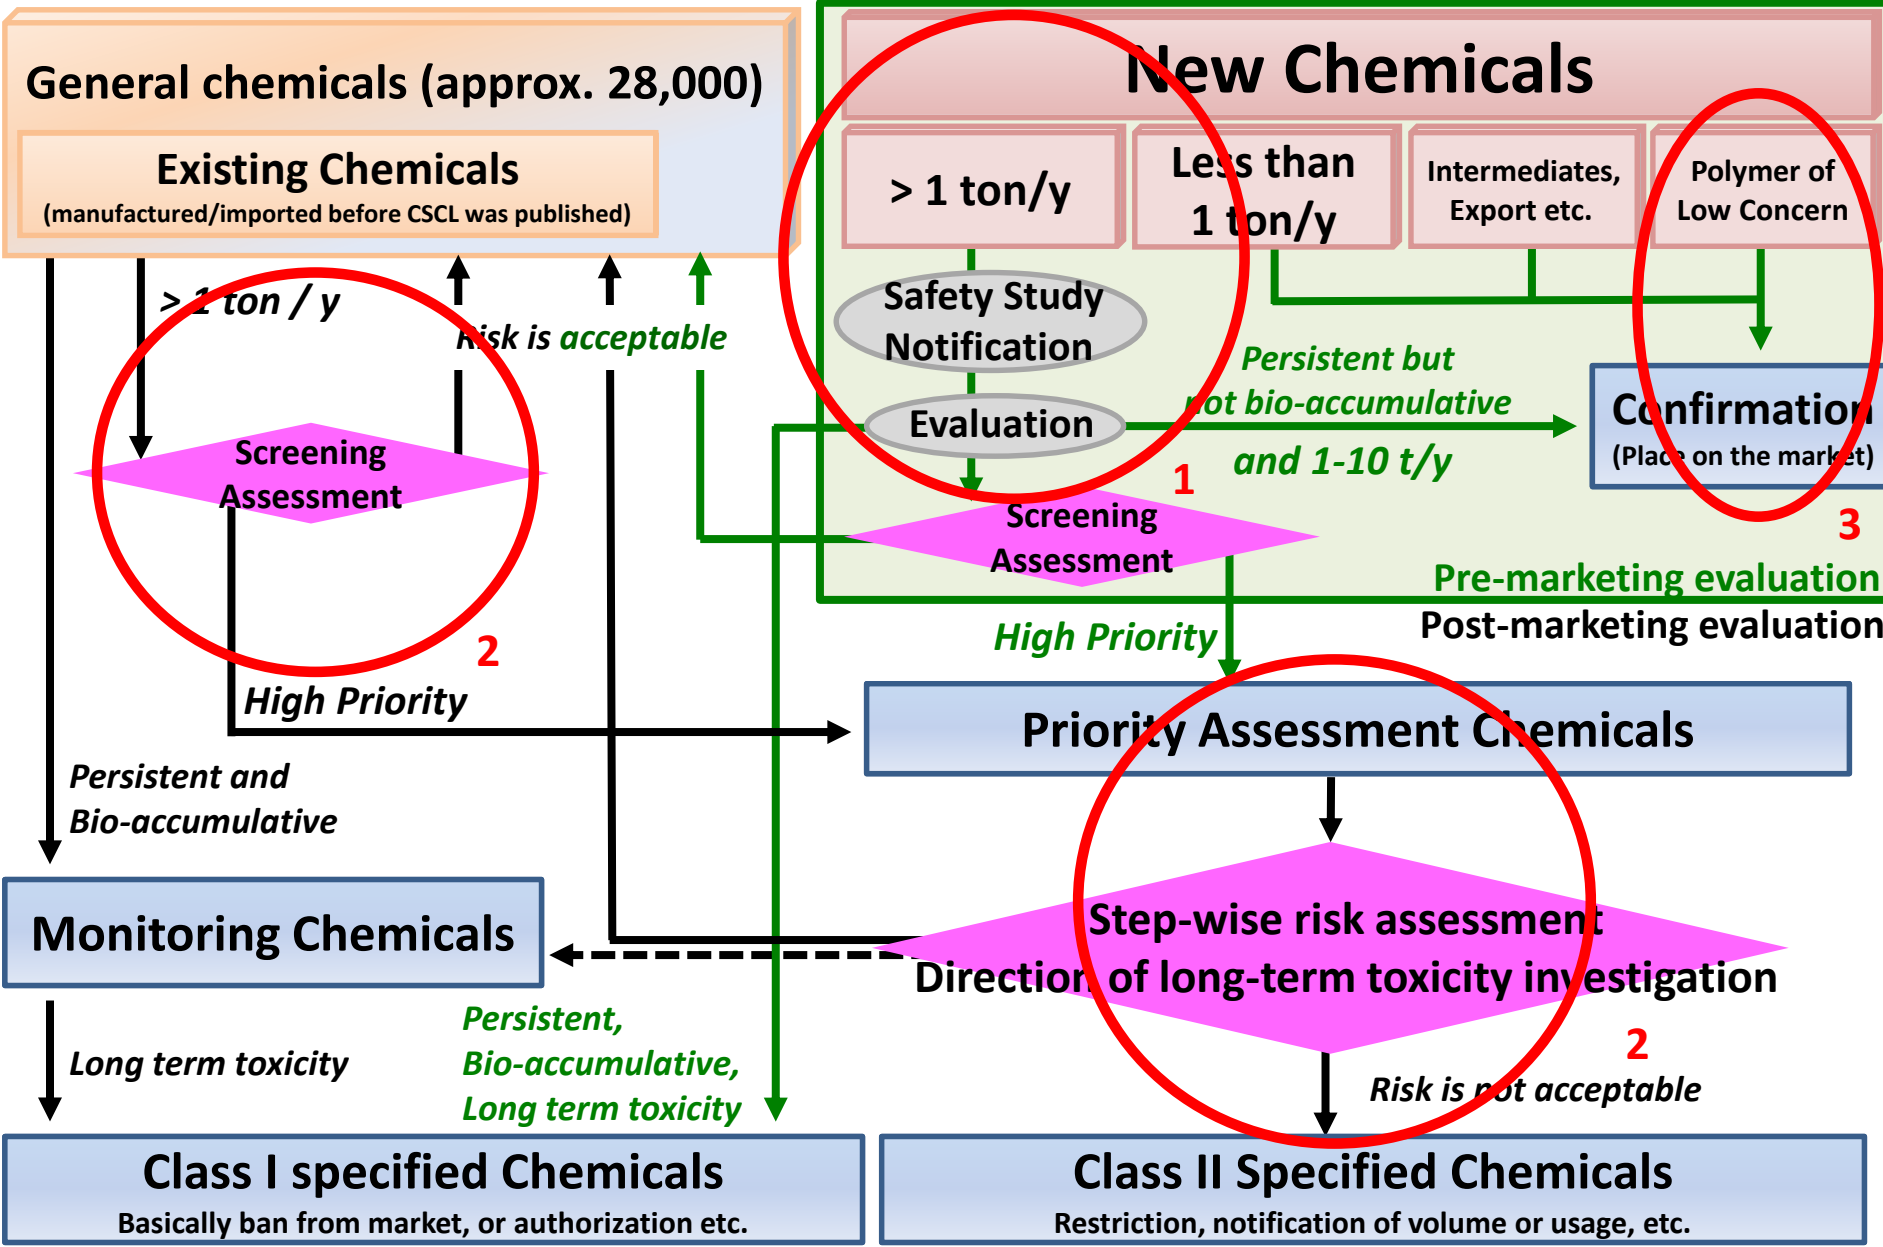 General chemicals (approx. 28,000)
Existing Chemicals
(manufactured/imported before CSCL was published)
New Chemicals
> 1 ton/y
Less than
1 ton/y
Intermediates,
Export etc.
Polymer of
Low Concern
Safety Study
Notification
Evaluation
Persistent but
not bio-accumulative
and 1-10 t/y
Confirmation
(Place on the market)
1
3
Screening
Assessment
Pre-marketing evaluation
Post-marketing evaluation
> 1 ton / y
Risk is acceptable
Screening
Assessment
2
High Priority
High Priority
Priority Assessment Chemicals
Persistent and
Bio-accumulative
Monitoring Chemicals
Step-wise risk assessment
Direction of long-term toxicity investigation
2
Long term toxicity
Persistent,
Bio-accumulative,
Long term toxicity
Risk is not acceptable
Class I specified Chemicals
Basically ban from market, or authorization etc.
Class II Specified Chemicals
Restriction, notification of volume or usage, etc.